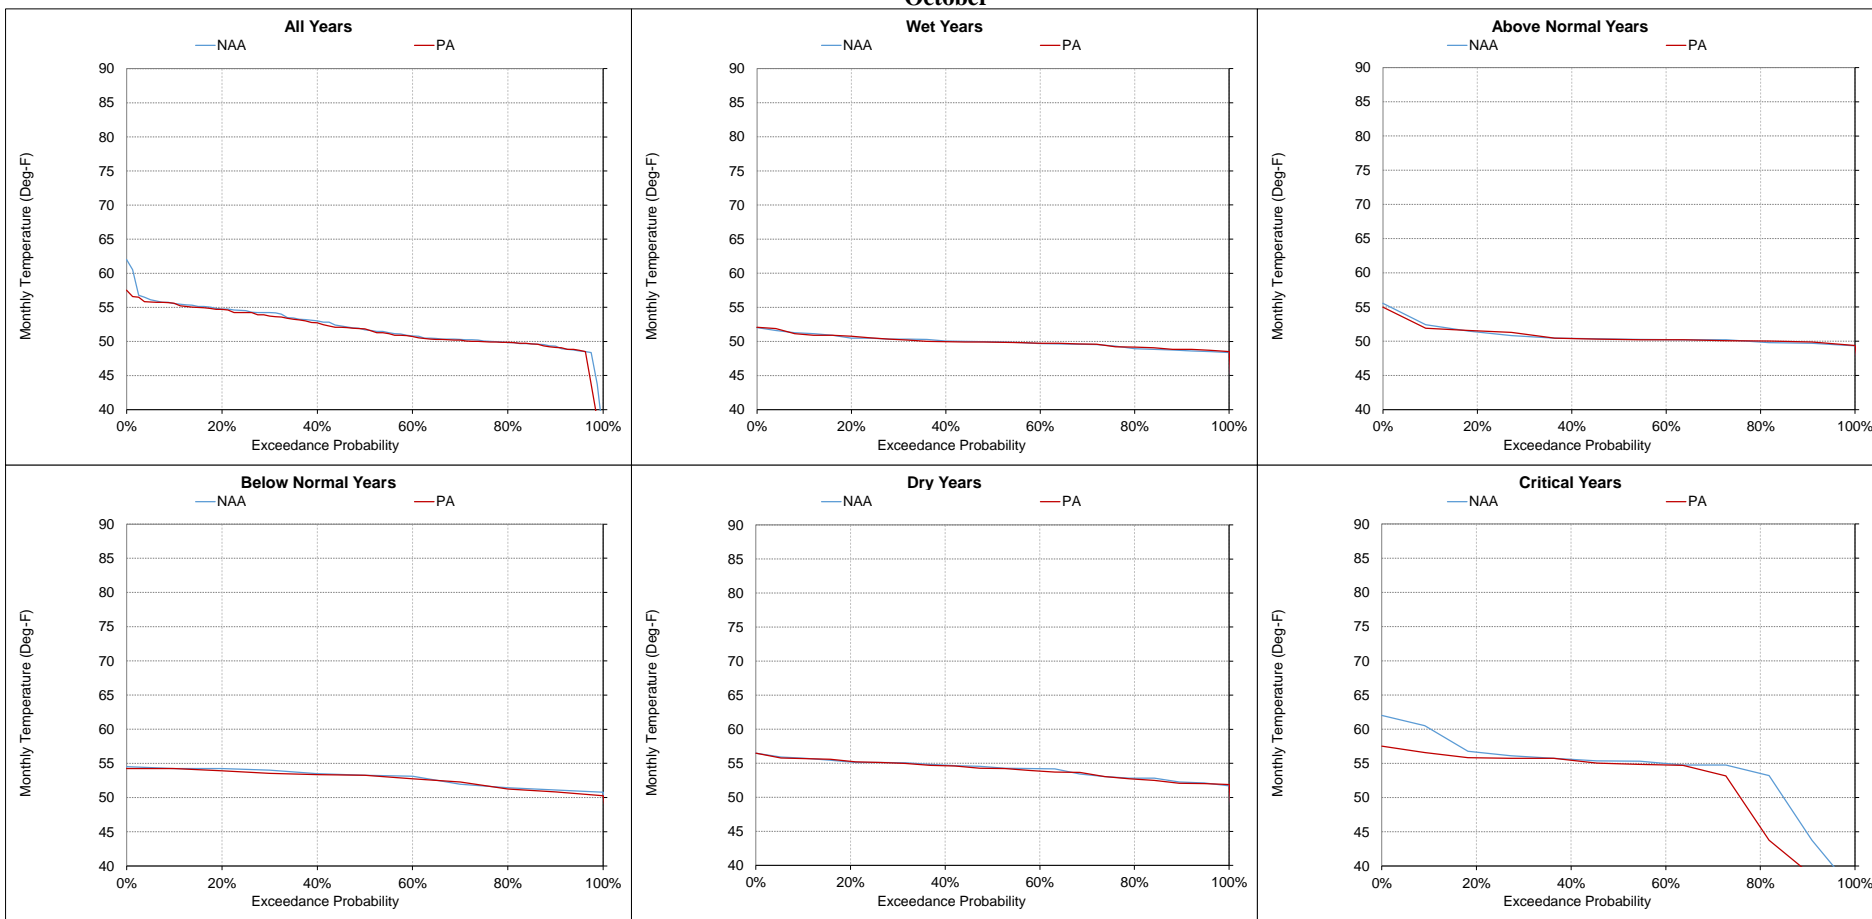 October
All Years
NAA PA
Monthly Temperature (Deg-F)
90
85
80
75
70
65
60
55
50
45
40
0% 20% 40% 60% 80% 100%
Exceedance Probability
Wet Years
NAA PA
Monthly Temperature (Deg-F)
90
85
80
75
70
65
60
55
50
45
40
0% 20% 40% 60% 80% 100%
Exceedance Probability
Above Normal Years
NAA PA
Monthly Temperature (Deg-F)
90
85
80
75
70
65
60
55
50
45
40
0% 20% 40% 60% 80% 100%
Exceedance Probability
Below Normal Years
NAA PA
Monthly Temperature (Deg-F)
90
85
80
75
70
65
60
55
50
45
40
0% 20% 40% 60% 80% 100%
Exceedance Probability
Dry Years
NAA PA
Monthly Temperature (Deg-F)
90
85
80
75
70
65
60
55
50
45
40
0% 20% 40% 60% 80% 100%
Exceedance Probability
Critical Years
NAA PA
Monthly Temperature (Deg-F)
90
85
80
75
70
65
60
55
50
45
40
0% 20% 40% 60% 80% 100%
Exceedance Probability